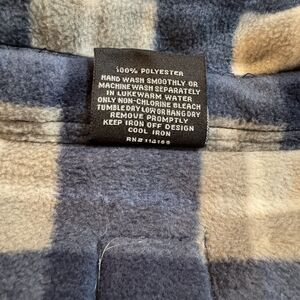 100% POLYESTER
HAND WASH SMOOTHLY OR
MACHINE WASH SEPARATELY
IN LUKEWARM WATER
ONLY NON-CHLORINE BLEACH
TUMBLE DRY LOW OR HANG DRY
REMOVE PROMPTLY
KEEP IRON OFF DESIGN
COOL IRON
RN#